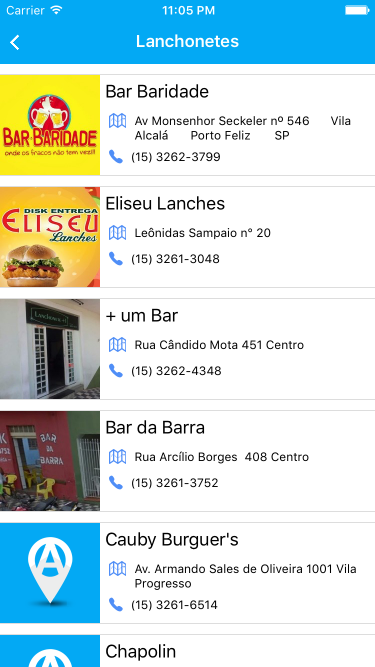 Carrier 11:05 PM
Lanchonetes
BAR BARIDADE
onde os fracos não tem vez!!
Bar Baridade
Av Monsenhor Seckeler nº 546 Vila
Alcalá Porto Feliz SP
(15) 3262-3799
DISK ENTREGA
ELISEU
Lanches
Eliseu Lanches
Leônidas Sampaio n° 20
(15) 3261-3048
+ um Bar
Rua Cândido Mota 451 Centro
(15) 3262-4348
BAR
DA
BARRA
Bar da Barra
Rua Arcílio Borges 408 Centro
(15) 3261-3752
A
Cauby Burguer's
Av. Armando Sales de Oliveira 1001 Vila
Progresso
(15) 3261-6514
Chapolin